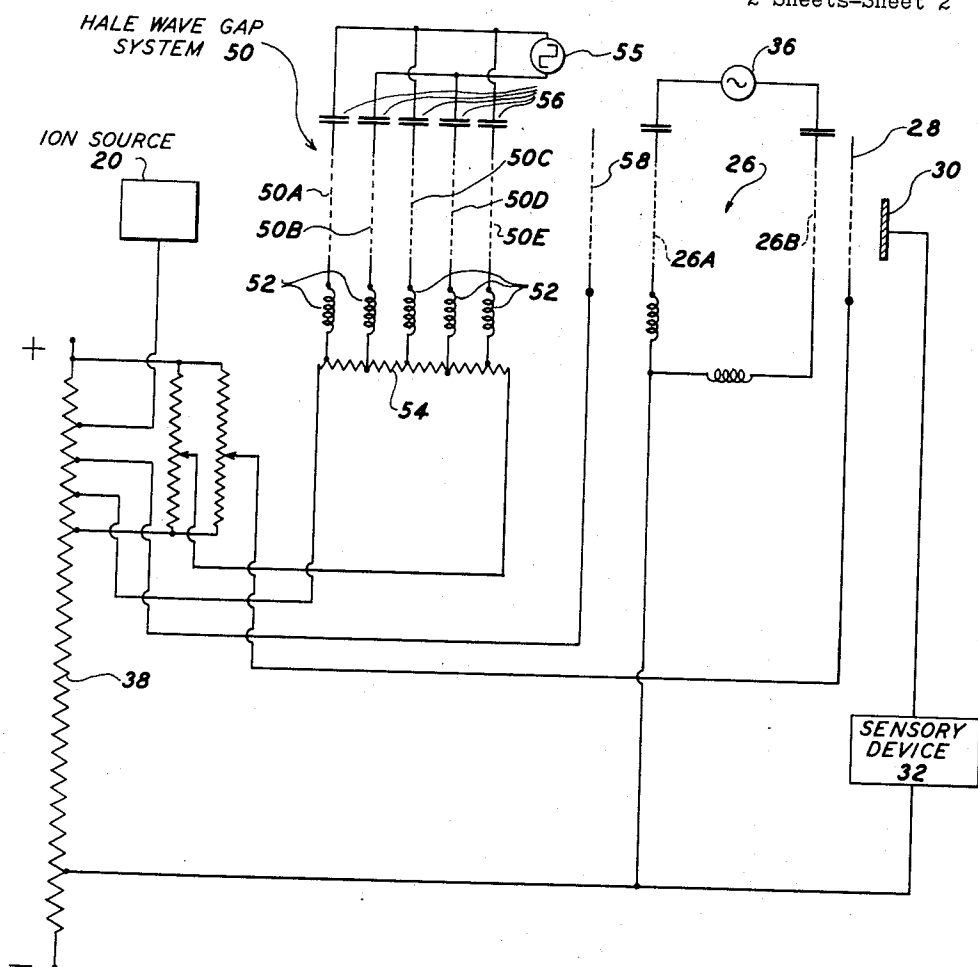 2 Sheets-Sheet 2
HALE WAVE GAP
SYSTEM 50
55
36
56
ION SOURCE
20
50C
58
28
26
30
50A
50D
50B
50E
26A
26B
52
52
+
54
38
SENSORY
DEVICE
32
−